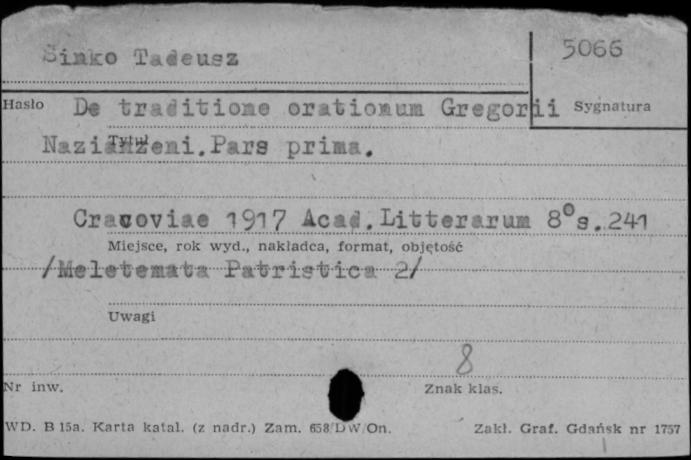 Sinko Tadeusz
5066
Hasło
De traditione orationum Gregorii
Sygnatura
Tytuł
Nazianzeni. Pars prima.
Cracoviae 1917 Acad. Litterarum 8° s. 241
Miejsce, rok wyd., nakładca, format, objętość
/Meletemata Patristica 2/
Uwagi
8
Nr inw.
Znak klas.
WD. B 15a. Karta katal. (z nadr.) Zam. 658/DW/On.
Zakł. Graf. Gdańsk nr 1757